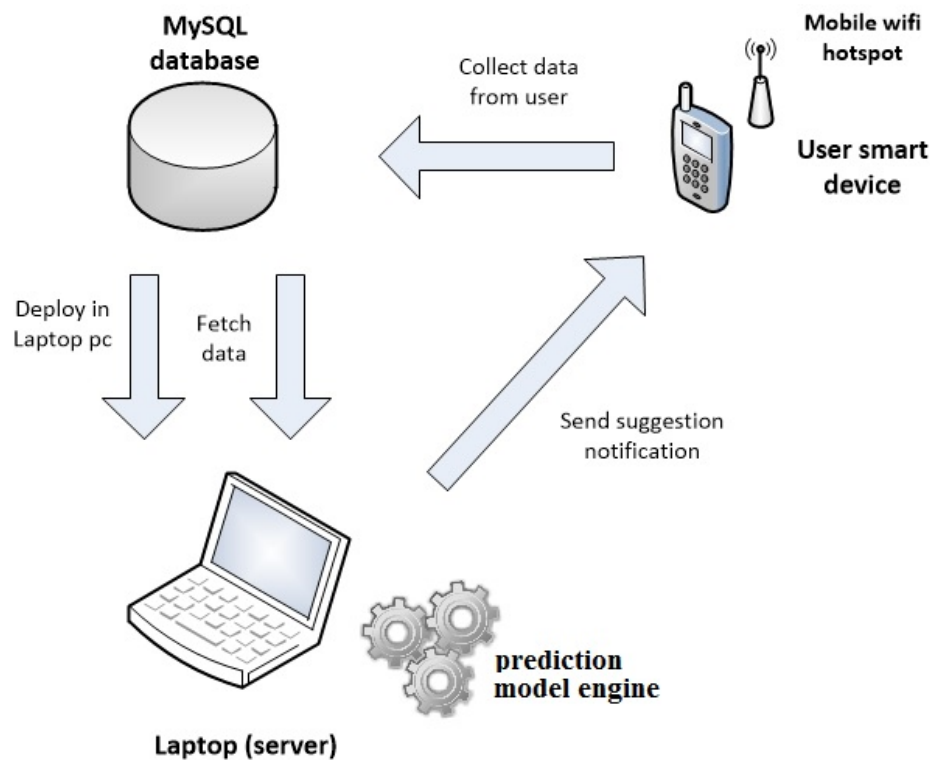 MySQL
database
Collect data
from user
Mobile wifi
hotspot
User smart
device
Deploy in
Laptop pc
Fetch
data
Send suggestion
notification
prediction
model engine
Laptop (server)